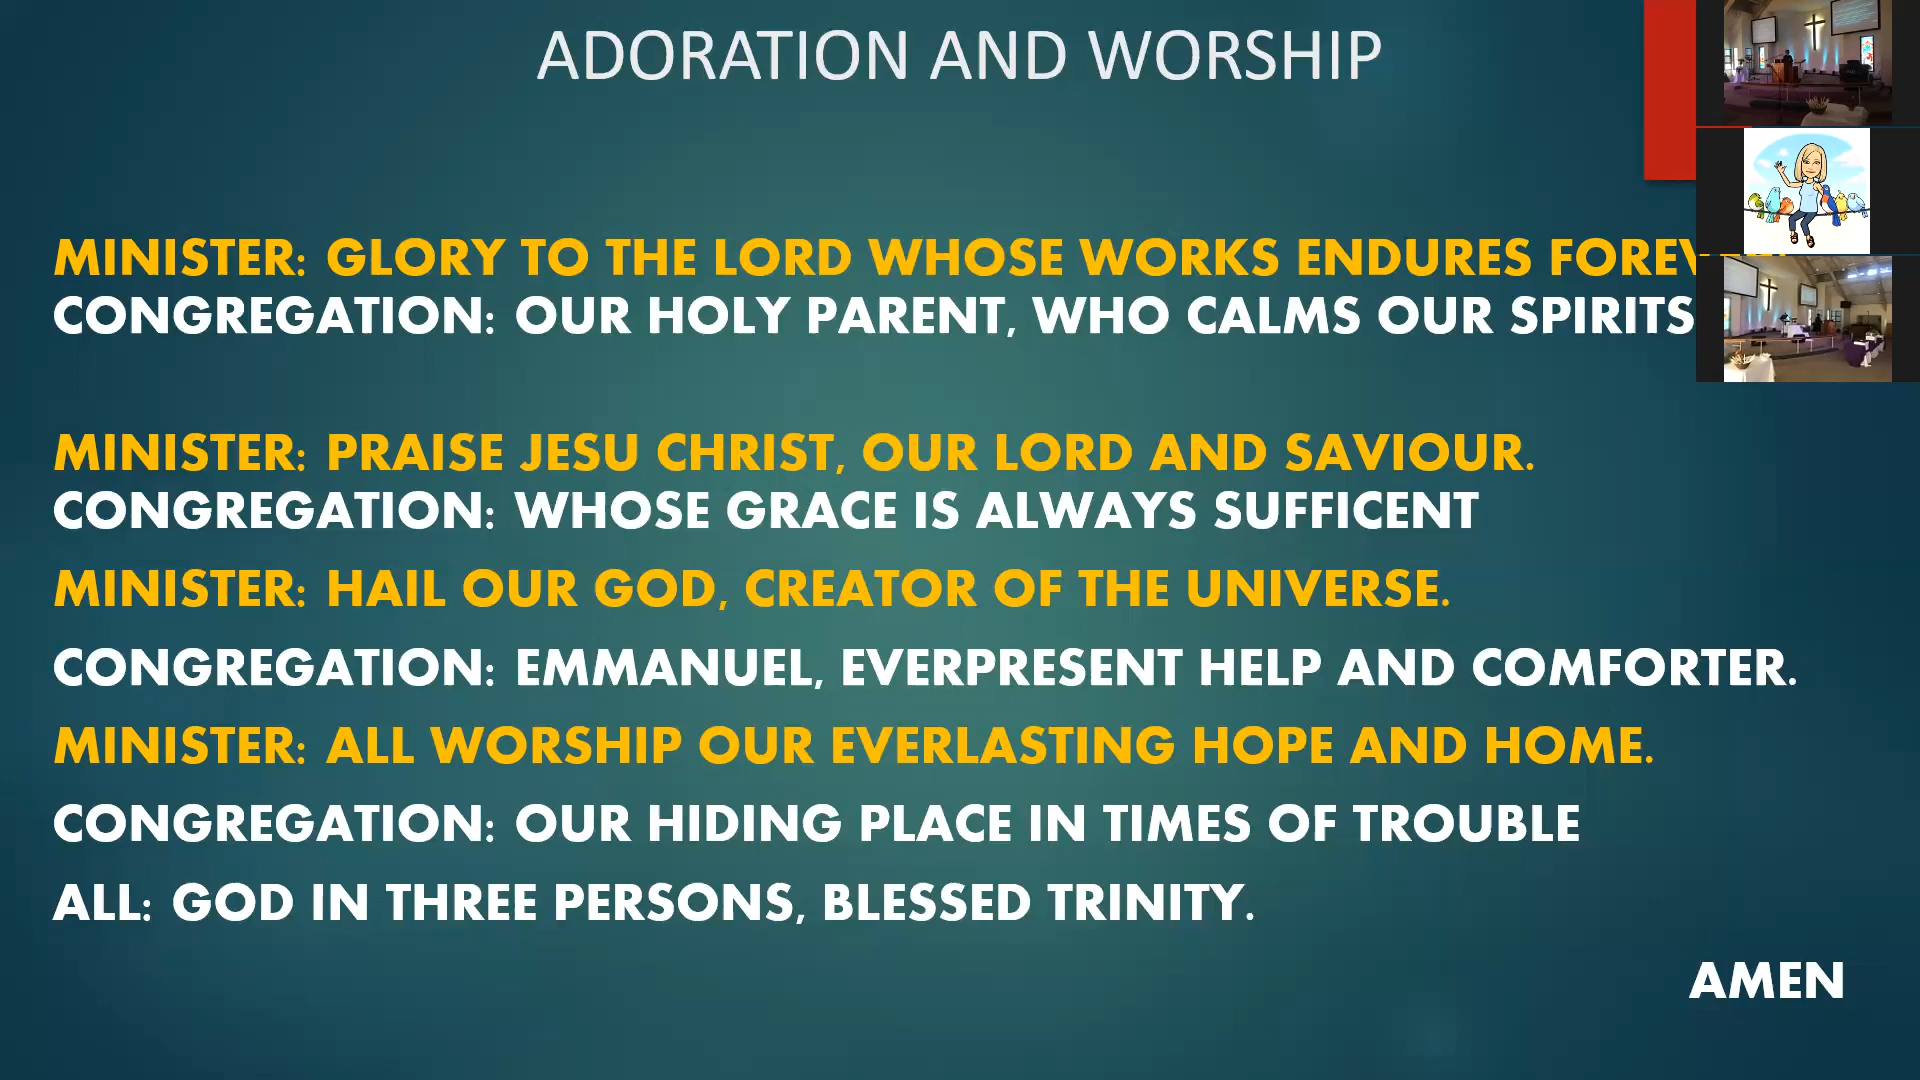 ADORATION AND WORSHIP
MINISTER: GLORY TO THE LORD WHOSE WORKS ENDURES
CONGREGATION: OUR HOLY PARENT, WHO CALMS OUR SPIRITS
MINISTER: PRAISE JESU CHRIST, OUR LORD AND SAVIOUR.
CONGREGATION: WHOSE GRACE IS ALWAYS SUFFICENT
MINISTER: HAIL OUR GOD, CREATOR OF THE UNIVERSE.
CONGREGATION: EMMANUEL, EVERPRESENT HELP AND COMFORTER.
MINISTER: ALL WORSHIP OUR EVERLASTING HOPE AND HOME.
CONGREGATION: OUR HIDING PLACE IN TIMES OF TROUBLE
ALL: GOD IN THREE PERSONS, BLESSED TRINITY.
AMEN